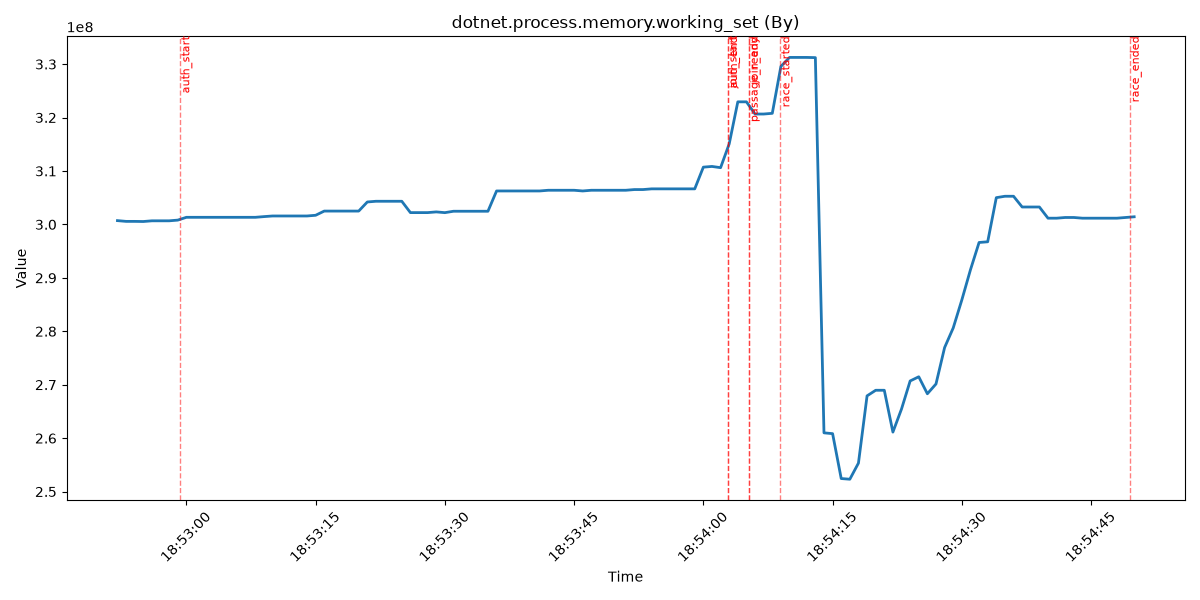 dotnet.process.memory.working_set (By)
1e8
3.3
3.2
3.1
3.0
2.9
2.8
2.7
2.6
2.5
Value
auth_start
auth_end
passage_ready
race_started
race_ended
18:53:00
18:53:15
18:53:30
18:53:45
18:54:00
18:54:15
18:54:30
18:54:45
Time